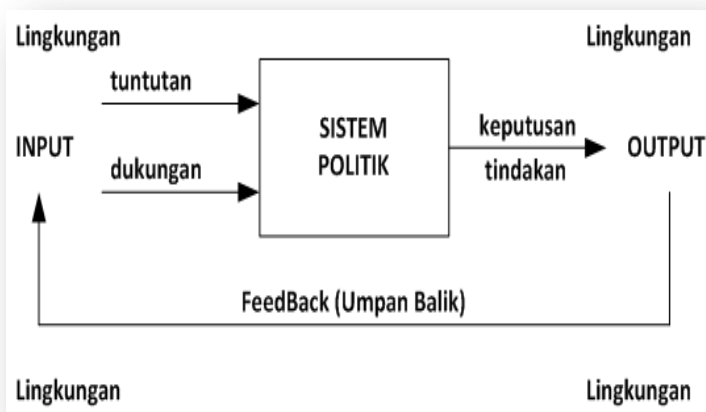 Lingkungan
Lingkungan
tuntutan
INPUT
dukungan
SISTEM
POLITIK
keputusan
tindakan
OUTPUT
FeedBack (Umpan Balik)
Lingkungan
Lingkungan